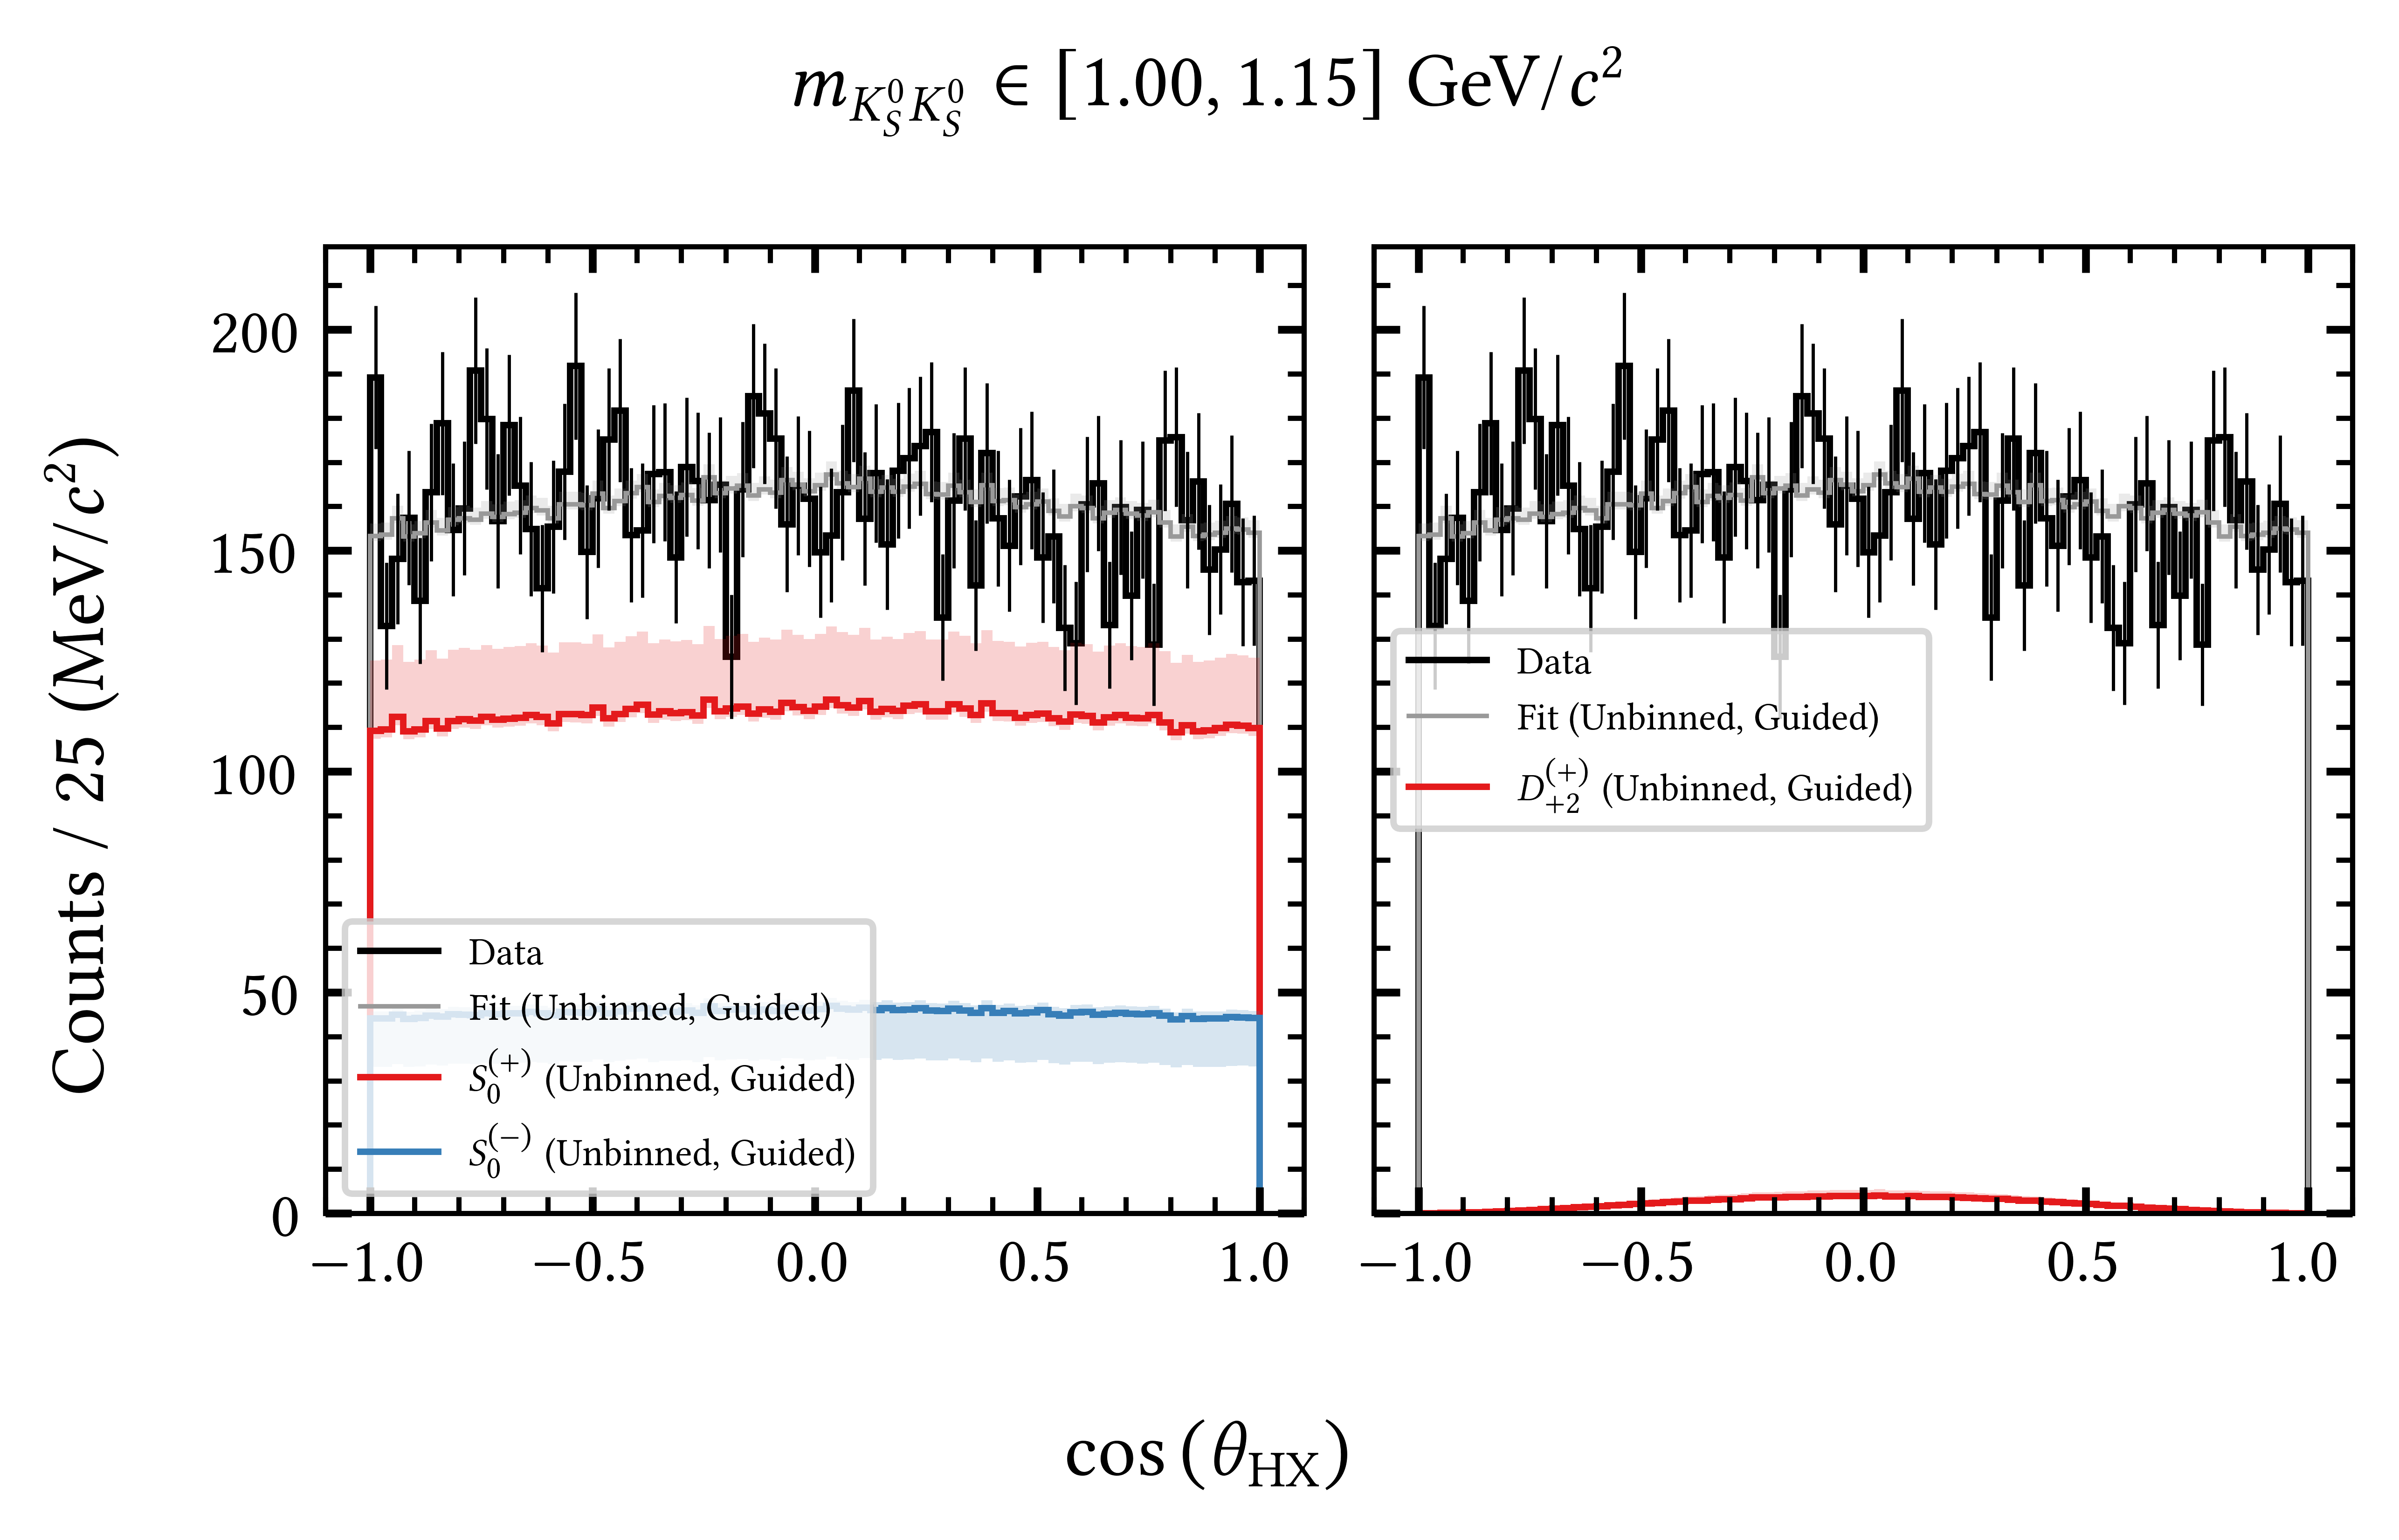 m_{K_S^0 K_S^0} ∈ [1.00, 1.15] GeV/c²
Counts / 25 (MeV/c²)
200
150
100
50
0
Data
Fit (Unbinned, Guided)
S_0^{(+)} (Unbinned, Guided)
S_0^{(−)} (Unbinned, Guided)
−1.0 −0.5 0.0 0.5 1.0
Data
Fit (Unbinned, Guided)
D_{+2}^{(+)} (Unbinned, Guided)
−1.0 −0.5 0.0 0.5 1.0
cos (θ_{HX})